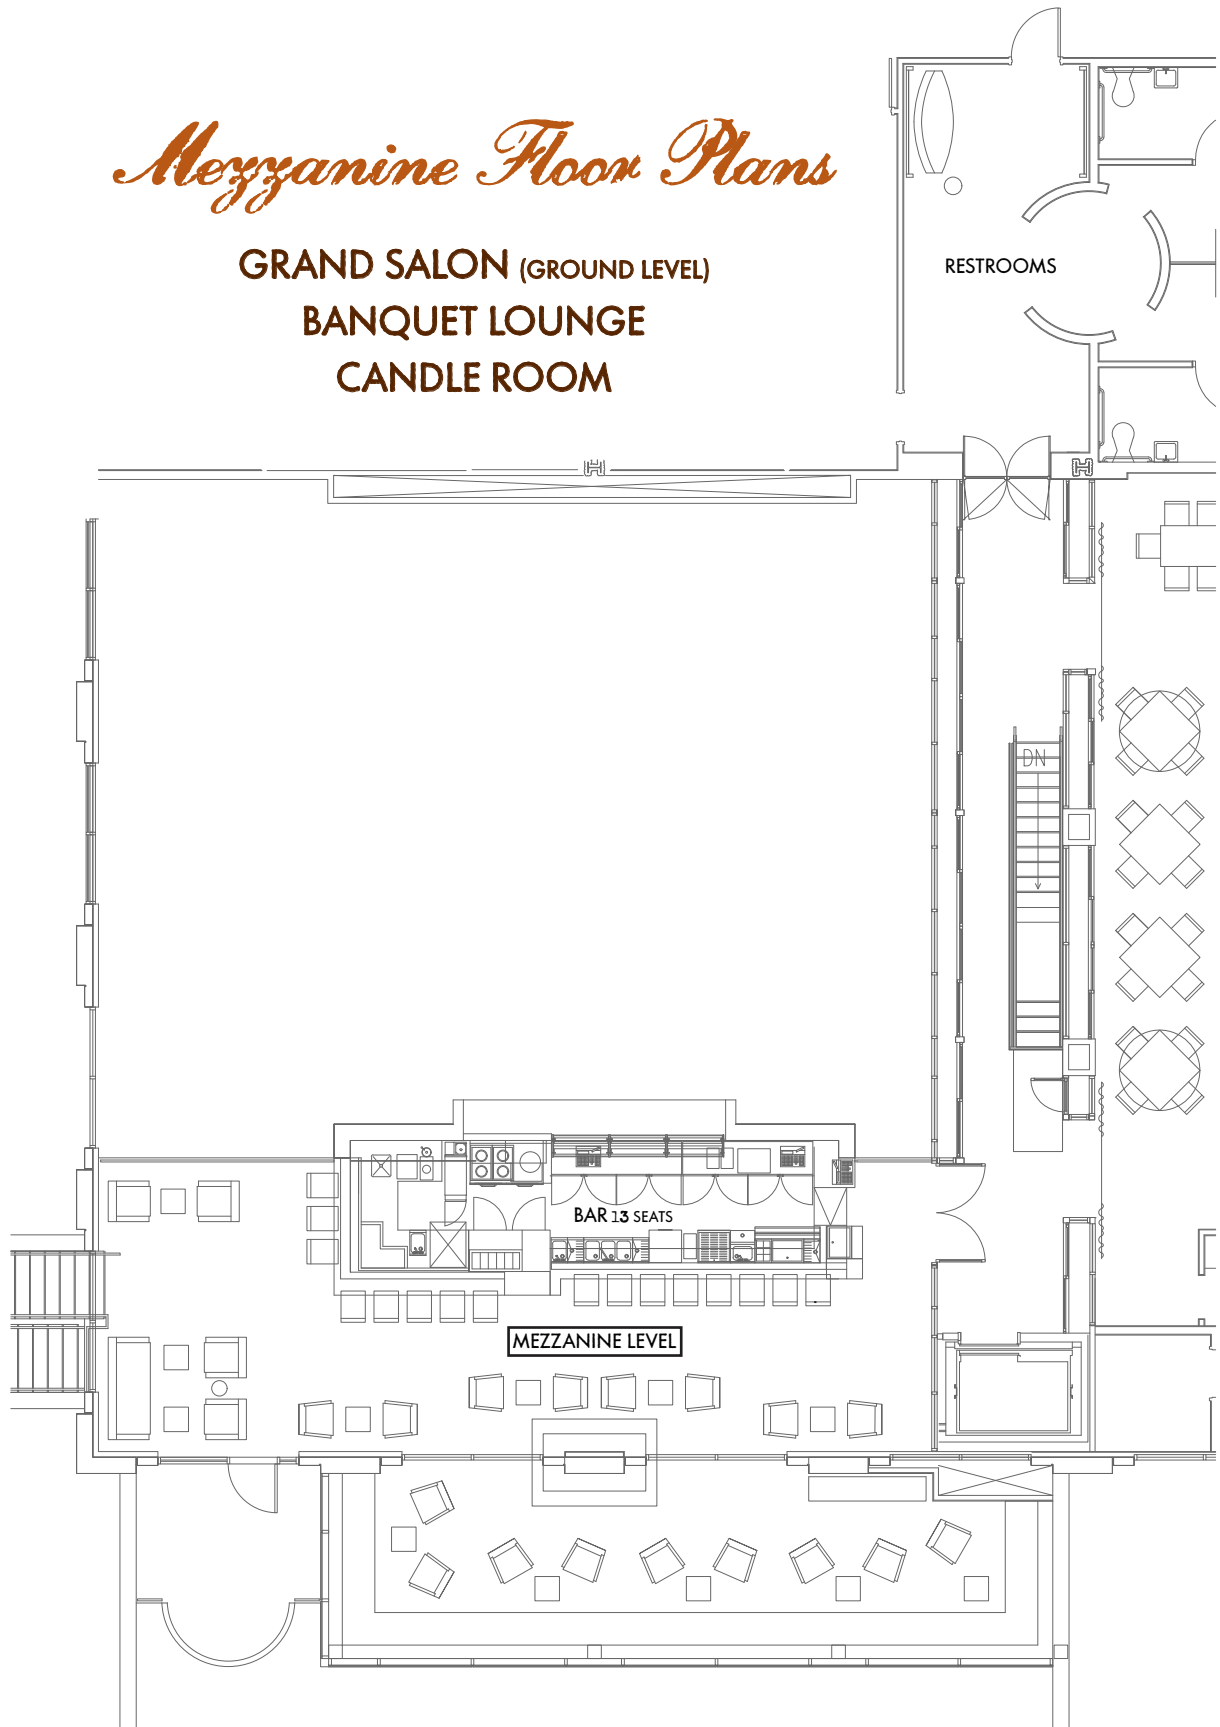 Mezzanine Floor Plans
GRAND SALON (GROUND LEVEL)
BANQUET LOUNGE
CANDLE ROOM
RESTROOMS
DN
BAR 13 SEATS
MEZZANINE LEVEL